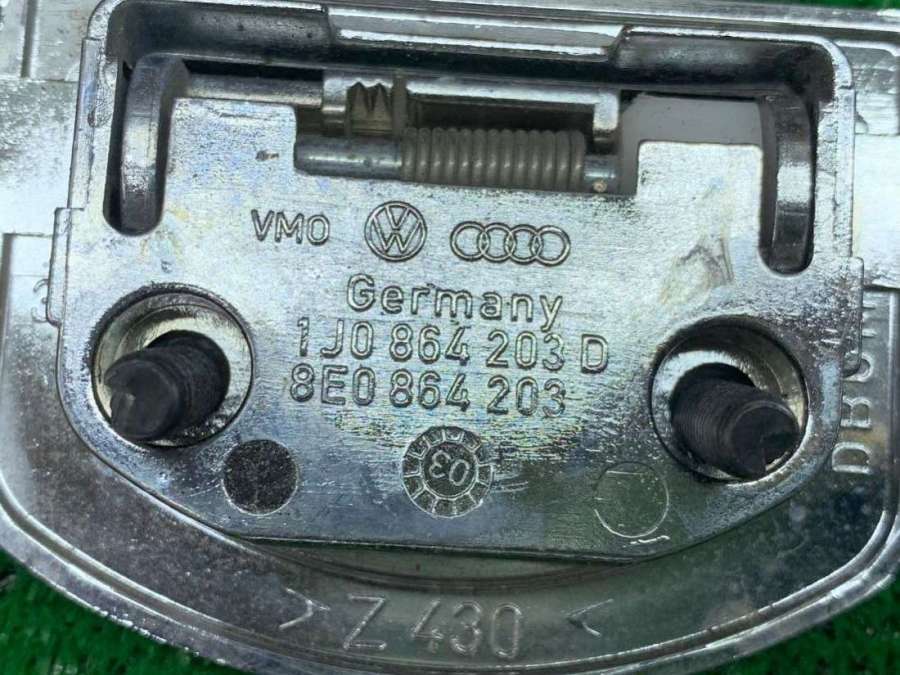 VMO
Germany
1J0 864 203 D
8E0 864 203
03
> Z 430 <